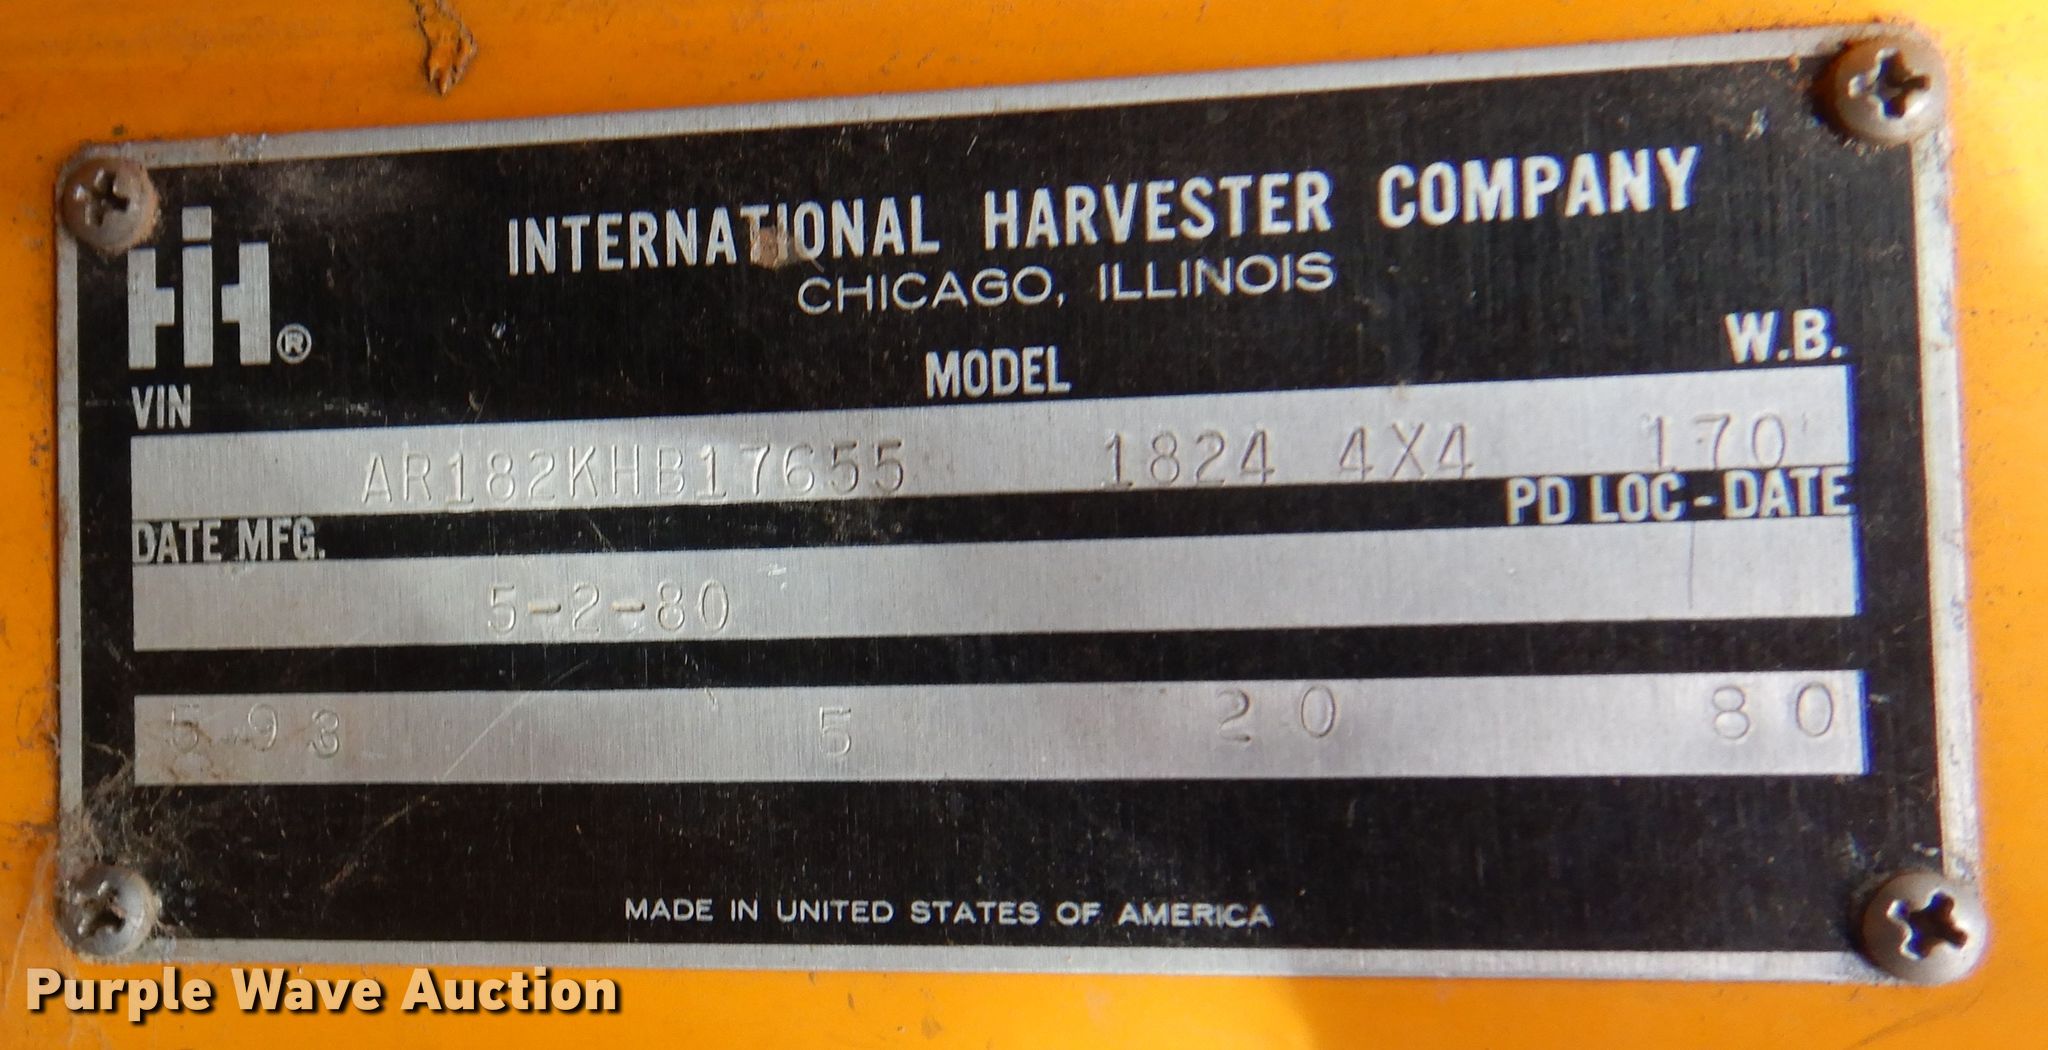 INTERNATIONAL HARVESTER COMPANY
CHICAGO, ILLINOIS
IH®
VIN MODEL W.B.
AR182KHB17655 1824 4X4 170
DATE MFG. PD LOC - DATE
5-2-80
593 5 20 80
MADE IN UNITED STATES OF AMERICA
Purple Wave Auction